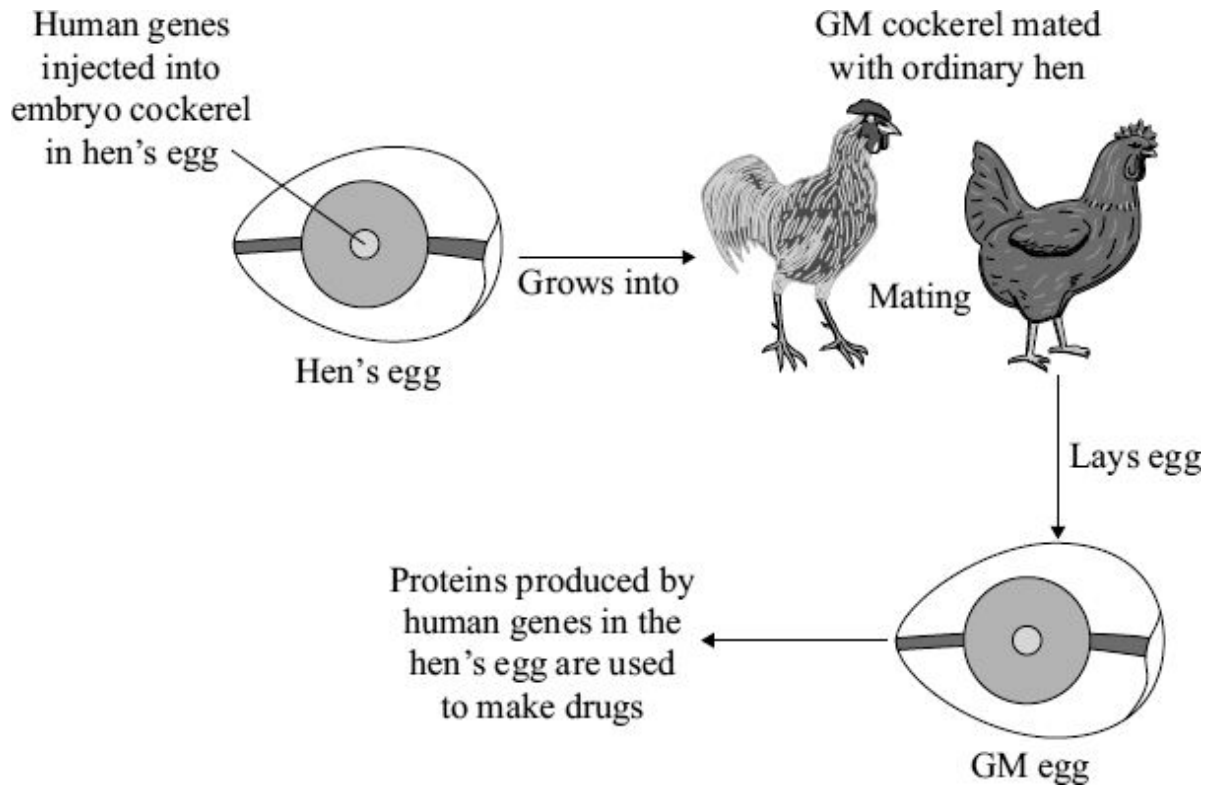 Human genes
injected into
embryo cockerel
in hen's egg
GM cockerel mated
with ordinary hen
Grows into
Mating
Hen's egg
Lays egg
Proteins produced by
human genes in the
hen's egg are used
to make drugs
GM egg